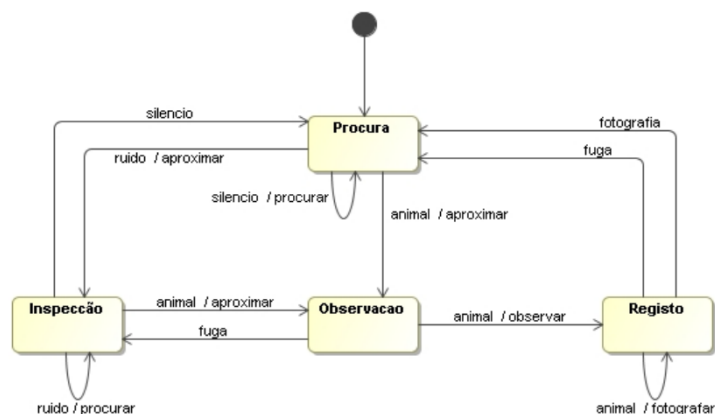 silencio
Procura
fotografia
ruido / aproximar
fuga
silencio / procurar
animal / aproximar
Inspeccão
animal / aproximar
Observacao
animal / observar
Registo
fuga
ruido / procurar
animal / fotografar